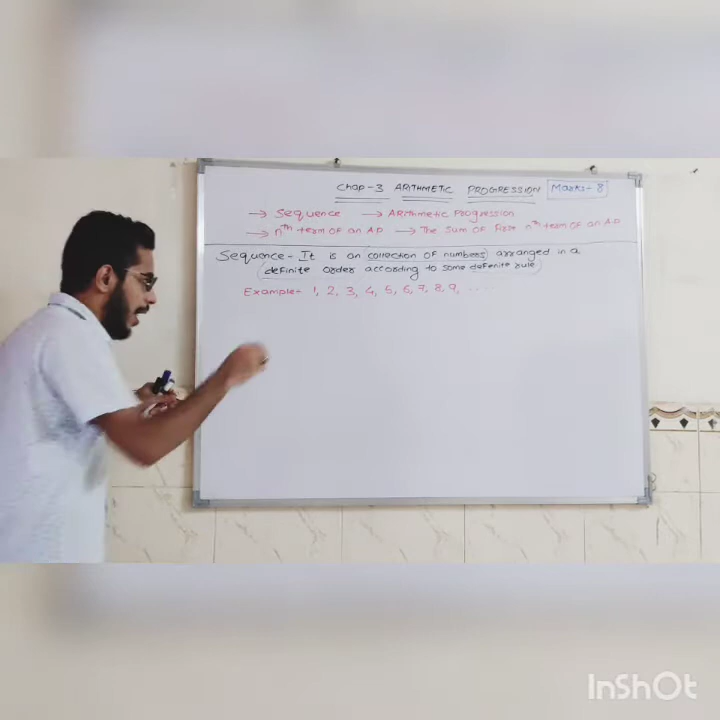 Chap-3 ARITHMETIC PROGRESSION Marks- 8
→ Sequence → Arithmetic Progression
→ nth term of an A.P → The Sum of First nth term of an A.P
Sequence - It is an collection of numbers arranged in a
definite order according to some defenite rule
Example- 1, 2, 3, 4, 5, 6, 7, 8, 9, ...
InShOt